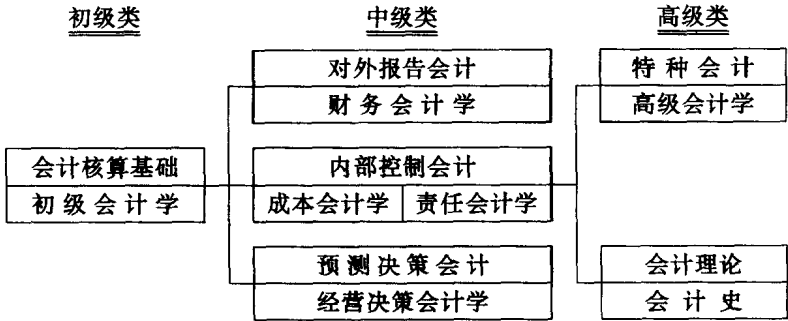 初级类 中级类 高级类
对外报告会计 特种会计
财务会计学 高级会计学
会计核算基础 内部控制会计
初级会计学 成本会计学 责任会计学
预测决策会计 会计理论
经营决策会计学 会计史